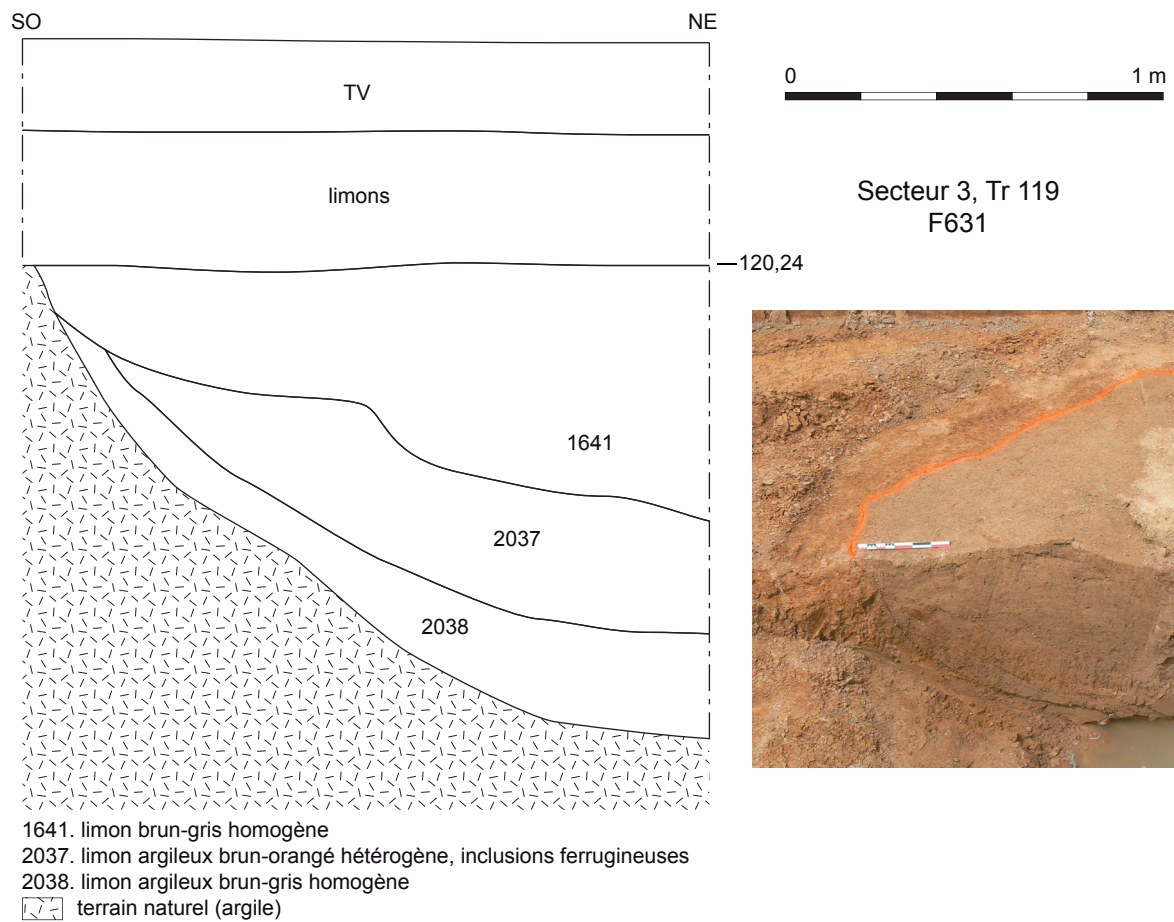 SO
NE
TV
limons
0
1 m
Secteur 3, Tr 119
F631
120,24
1641
2037
2038
1641. limon brun-gris homogène
2037. limon argileux brun-orangé hétérogène, inclusions ferrugineuses
2038. limon argileux brun-gris homogène
terrain naturel (argile)